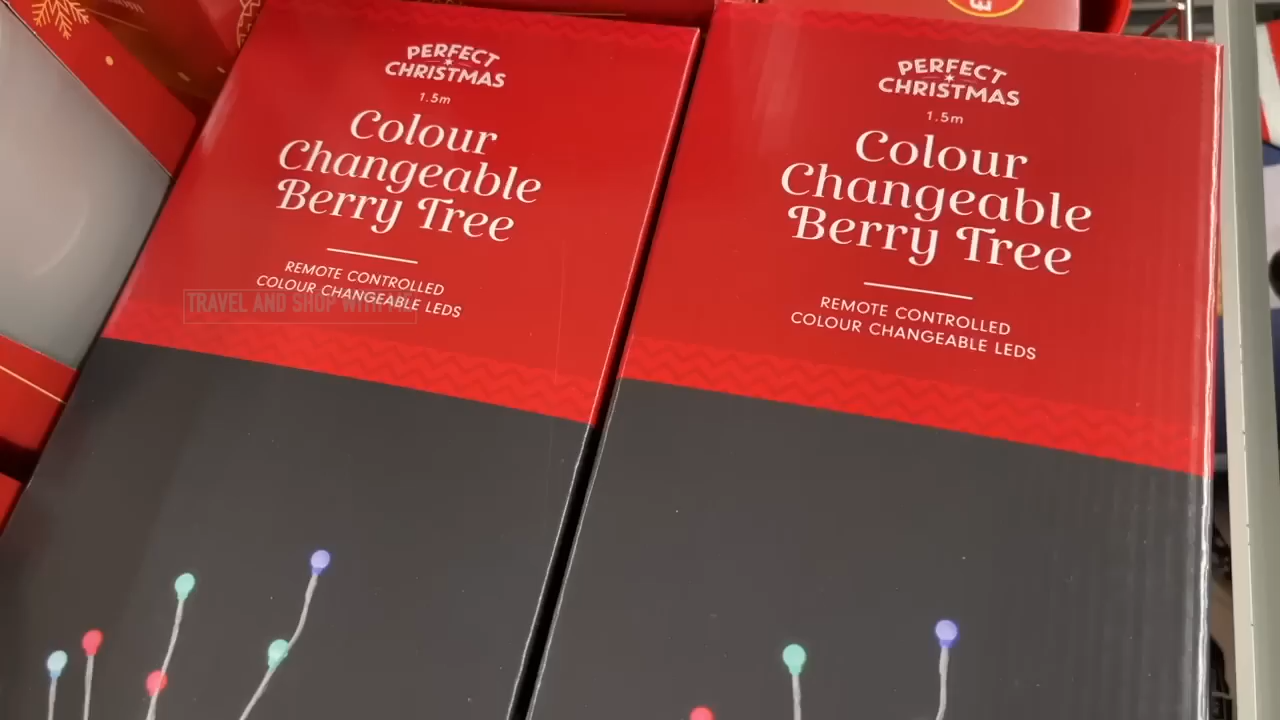 PERFECT
CHRISTMAS
1.5m
Colour
Changeable
Berry Tree
REMOTE CONTROLLED
COLOUR CHANGEABLE LEDS
TRAVEL AND SHOP WITH ME
PERFECT
CHRISTMAS
1.5m
Colour
Changeable
Berry Tree
REMOTE CONTROLLED
COLOUR CHANGEABLE LEDS